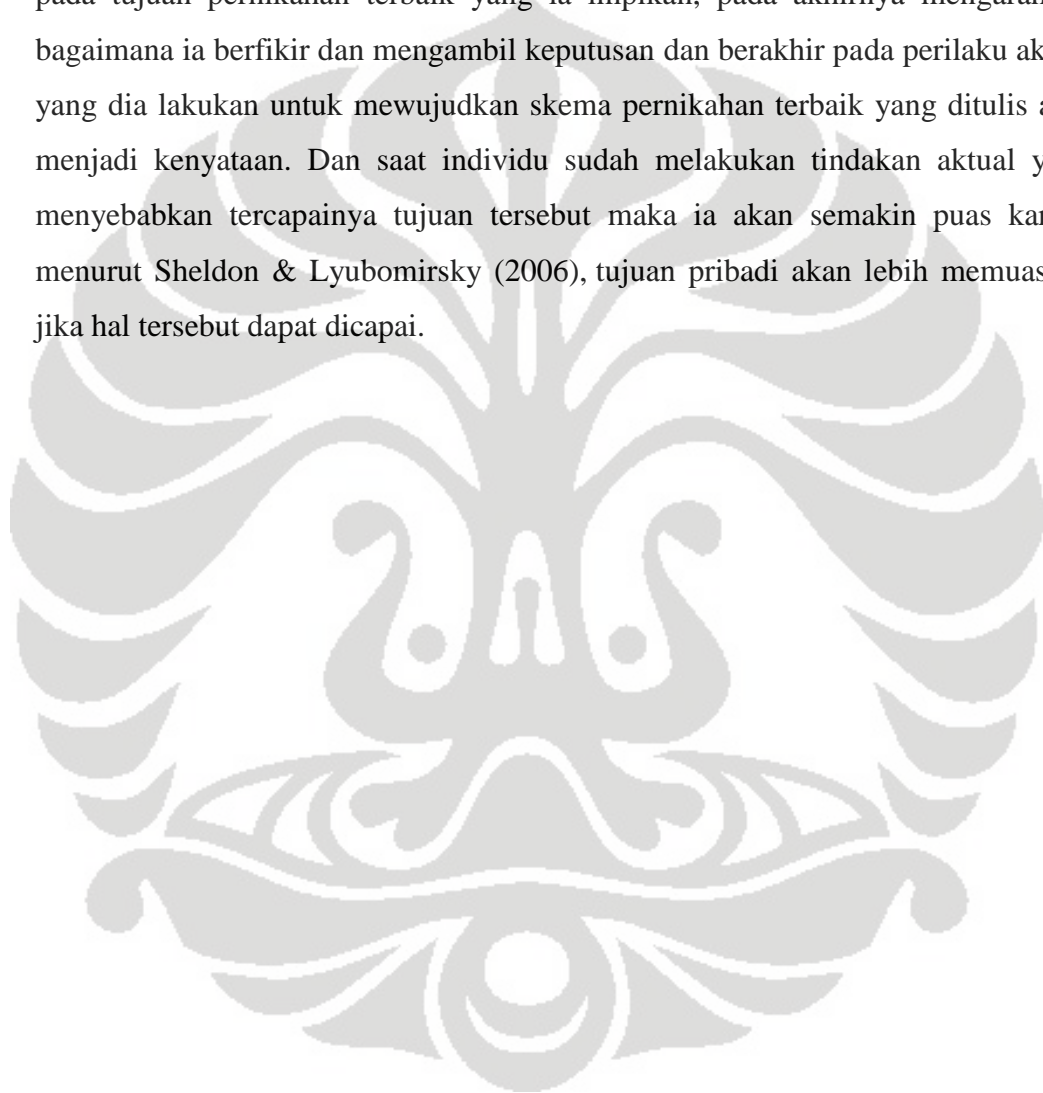 pada tujuan pernikahan terbaik yang ia impikan, pada akhirnya mengaran
bagaimana ia berfikir dan mengambil keputusan dan berakhir pada perilaku ak
yang dia lakukan untuk mewujudkan skema pernikahan terbaik yang ditulis a
menjadi kenyataan. Dan saat individu sudah melakukan tindakan aktual y
menyebabkan tercapainya tujuan tersebut maka ia akan semakin puas kar
menurut Sheldon & Lyubomirsky (2006), tujuan pribadi akan lebih memuas
jika hal tersebut dapat dicapai.